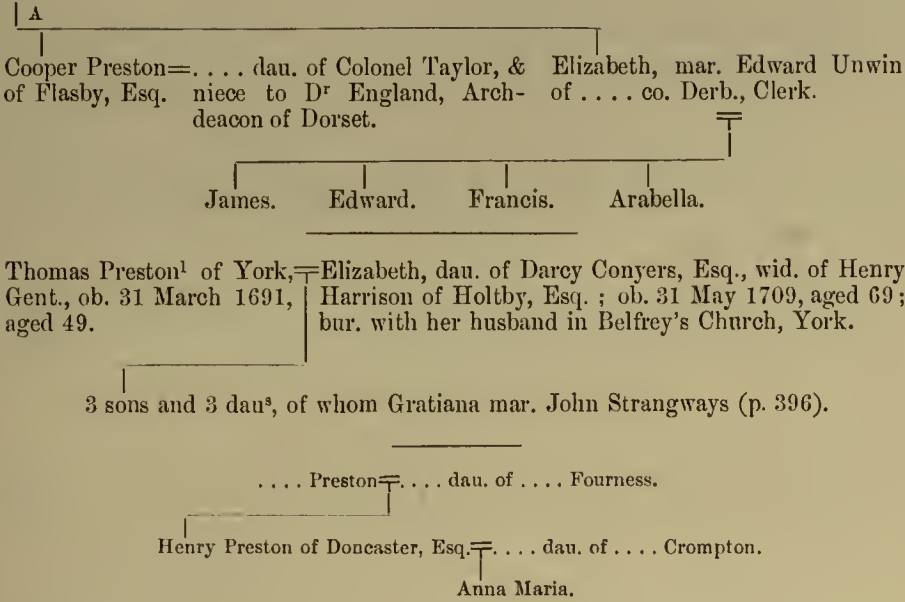 A
Cooper Preston=. . . . dau. of Colonel Taylor, & Elizabeth, mar. Edward Unwin
of Flasby, Esq. niece to Dr England, Arch- of . . . . co. Derb., Clerk.
deacon of Dorset.
James. Edward. Francis. Arabella.
Thomas Preston¹ of York,=Elizabeth, dau. of Darcy Conyers, Esq., wid. of Henry
Gent., ob. 31 March 1691, Harrison of Holtby, Esq. ; ob. 31 May 1709, aged 69 ;
aged 49. bur. with her husband in Belfrey's Church, York.
3 sons and 3 daus, of whom Gratiana mar. John Strangways (p. 396).
. . . . Preston=. . . . dau. of . . . . Fourness.
Henry Preston of Doncaster, Esq.=. . . . dau. of . . . . Crompton.
Anna Maria.